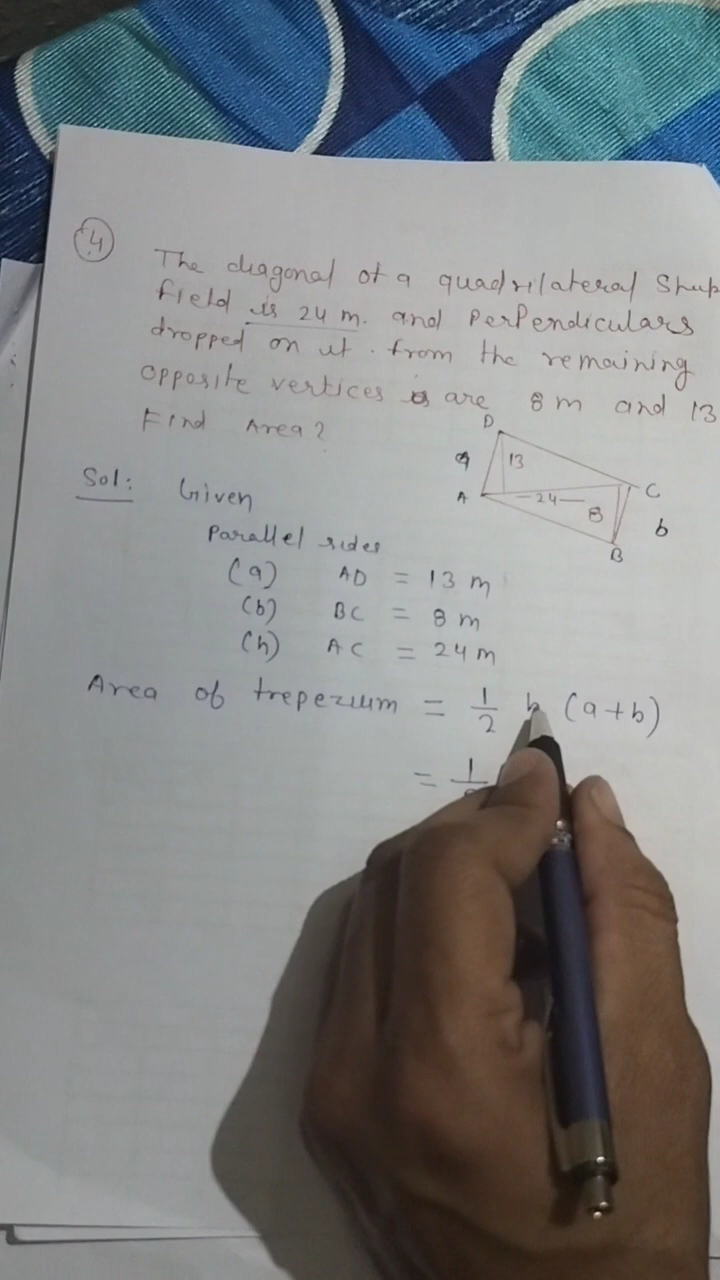 4
The diagonal of a quadrilateral Shap
field is 24 m. and Perpendiculars
dropped on it. from the remaining
opposite vertices are 8 m and 13
Find Area?
D
a 13
A -24- C
8 b
B
Sol: Given
Parallel sides
(a) AD = 13 m
(b) BC = 8 m
(h) AC = 24 m
Area of trepezium = 1/2 h (a+b)
= 1